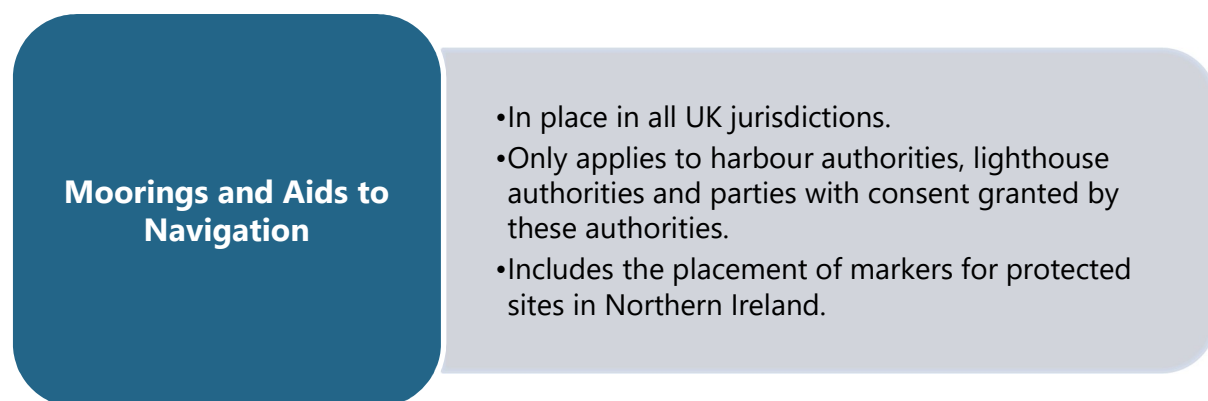 Moorings and Aids to
Navigation
•In place in all UK jurisdictions.
•Only applies to harbour authorities, lighthouse
authorities and parties with consent granted by
these authorities.
•Includes the placement of markers for protected
sites in Northern Ireland.